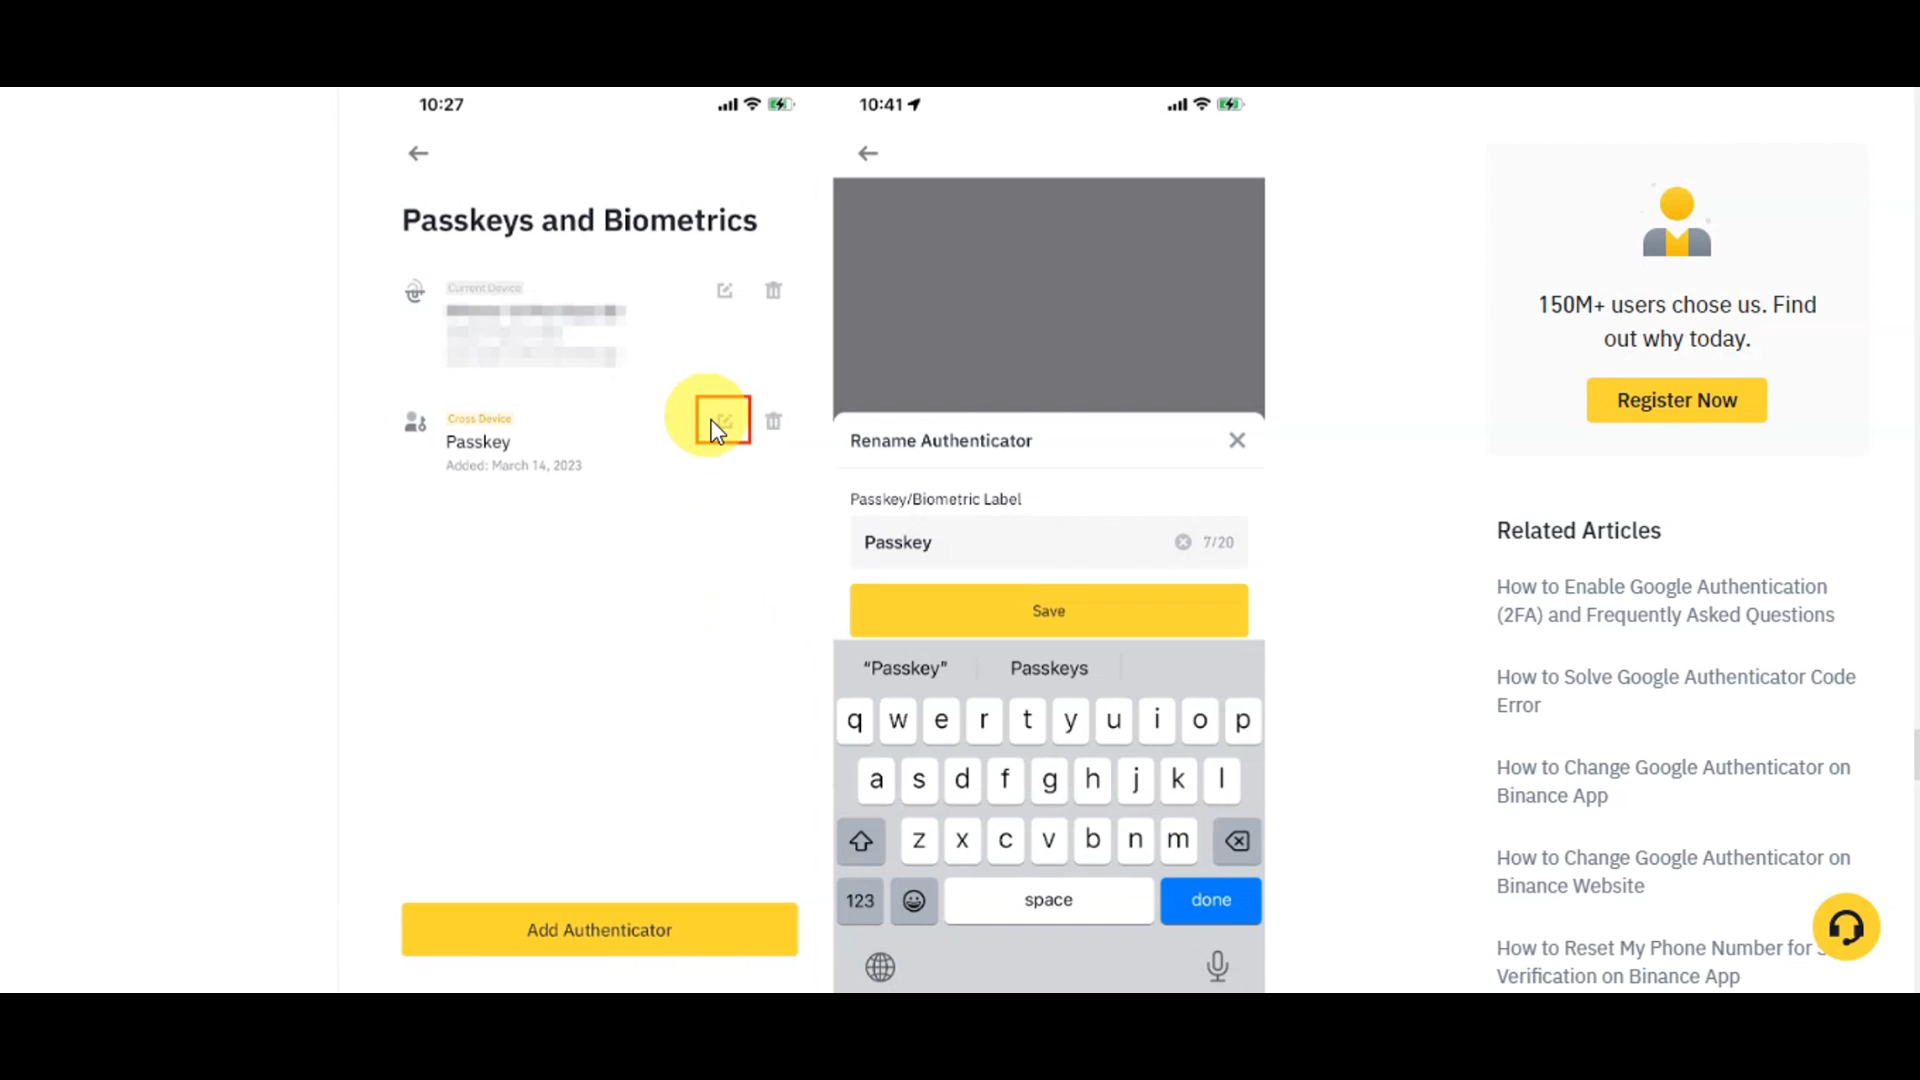 10:27
Passkeys and Biometrics
Current Device
Cross Device
Passkey
Added: March 14, 2023
Add Authenticator
10:41
Rename Authenticator
Passkey/Biometric Label
Passkey
7/20
Save
“Passkey”
Passkeys
q w e r t y u i o p
a s d f g h j k l
z x c v b n m
123
space
done
150M+ users chose us. Find
out why today.
Register Now
Related Articles
How to Enable Google Authentication
(2FA) and Frequently Asked Questions
How to Solve Google Authenticator Code
Error
How to Change Google Authenticator on
Binance App
How to Change Google Authenticator on
Binance Website
How to Reset My Phone Number for
Verification on Binance App